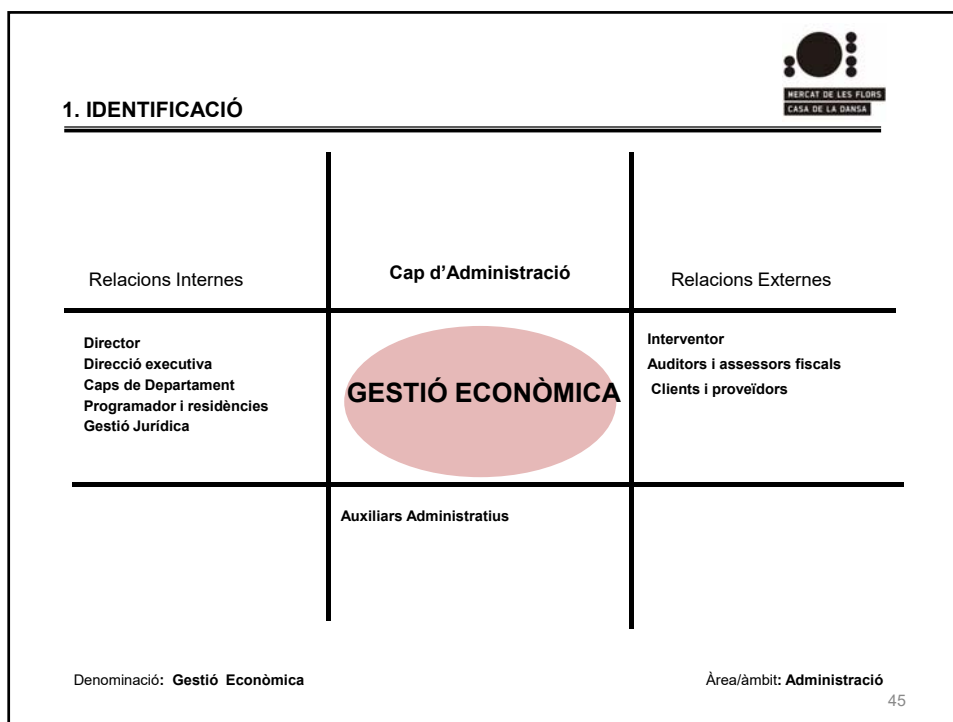 MERCAT DE LES FLORS
CASA DE LA DANSA
1. IDENTIFICACIÓ
Relacions Internes
Cap d’Administració
Relacions Externes
Director
Direcció executiva
Caps de Departament
Programador i residències
Gestió Jurídica
GESTIÓ ECONÒMICA
Interventor
Auditors i assessors fiscals
Clients i proveïdors
Auxiliars Administratius
Denominació: Gestió Econòmica
Àrea/àmbit: Administració
45